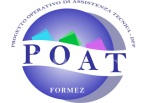 PROGETTO OPERATIVO DI ASSISTENZA TECNICA - DFP
POAT
FORMEZ